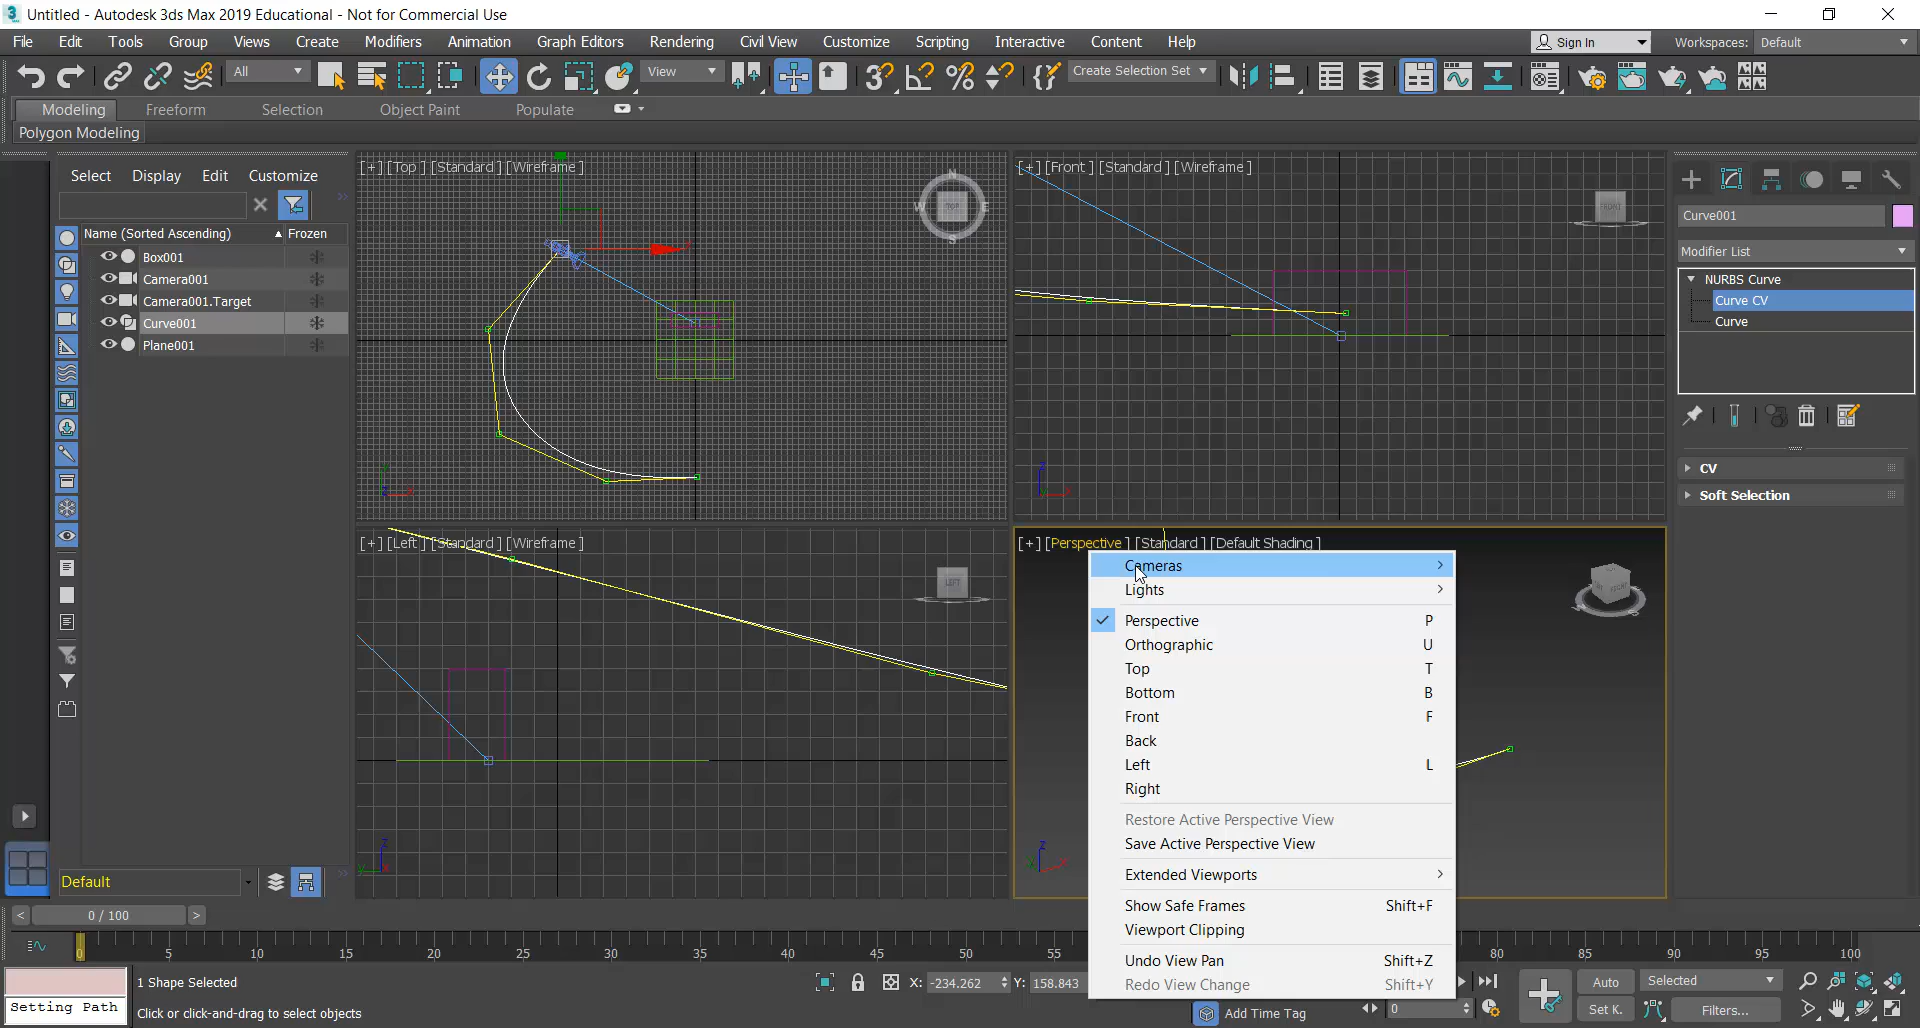 Untitled - Autodesk 3ds Max 2019 Educational - Not for Commercial Use
File Edit Tools Group Views Create Modifiers Animation Graph Editors Rendering Civil View Customize Scripting Interactive Content Help Sign In Workspaces: Default
All View Create Selection Set
Modeling Freeform Selection Object Paint Populate
Polygon Modeling
Select Display Edit Customize
Name (Sorted Ascending) Frozen
Box001
Camera001
Camera001.Target
Curve001
Plane001
Default
[+] [Top ] [Standard ] [Wireframe ]
N
W TOP E
S
[+] [Front ] [Standard ] [Wireframe ]
FRONT
[+] [Left ] [Standard ] [Wireframe ]
LEFT
[+] [Perspective ] [Standard ] [Default Shading ]
Cameras
Lights
Perspective P
Orthographic U
Top T
Bottom B
Front F
Back
Left L
Right
Restore Active Perspective View
Save Active Perspective View
Extended Viewports
Show Safe Frames Shift+F
Viewport Clipping
Undo View Pan Shift+Z
Redo View Change Shift+Y
Curve001
Modifier List
NURBS Curve
Curve CV
Curve
CV
Soft Selection
< 0 / 100 >
0 5 10 15 20 25 30 35 40 45 50 55 80 85 90 95 100
1 Shape Selected X: -234.262 Y: 158.843 Auto Selected
Setting Path Click or click-and-drag to select objects Add Time Tag 0 Set K. Filters...